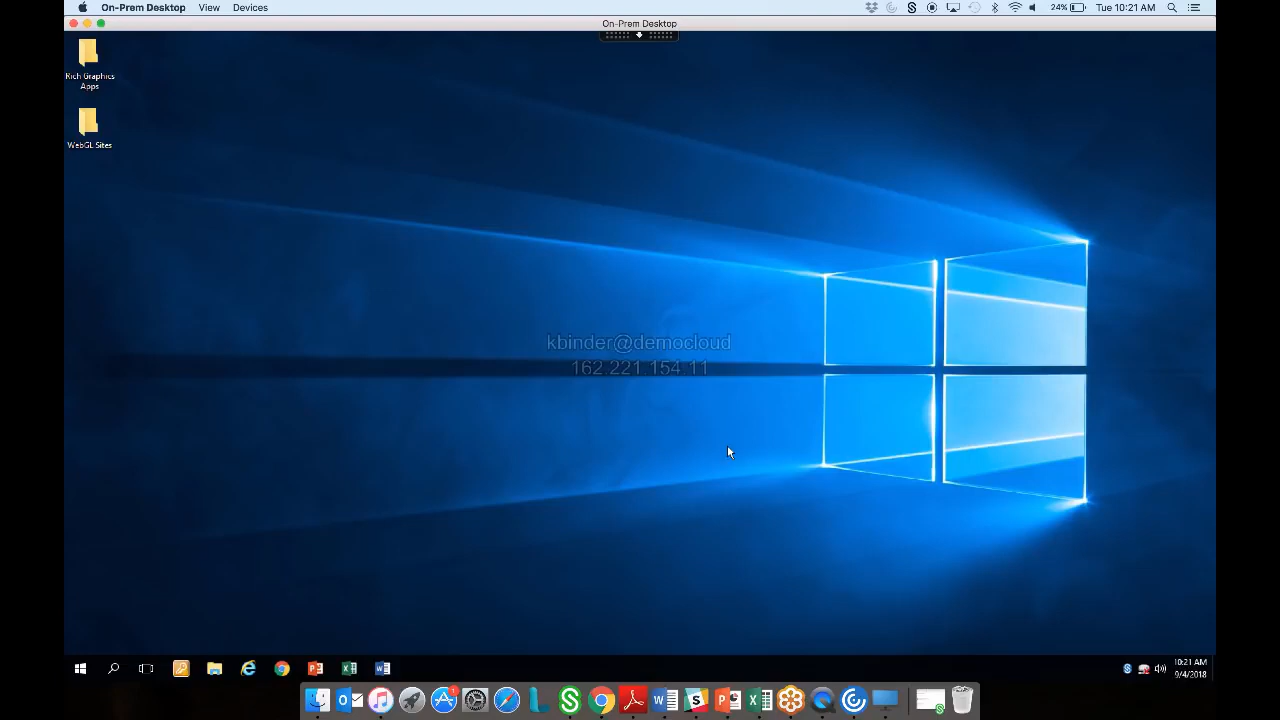 On-Prem Desktop View Devices 24% Tue 10:21 AM
On-Prem Desktop
Rich Graphics
Apps
WebGL Sites
kbinder@democloud
162.221.154.11
10:21 AM
9/4/2018